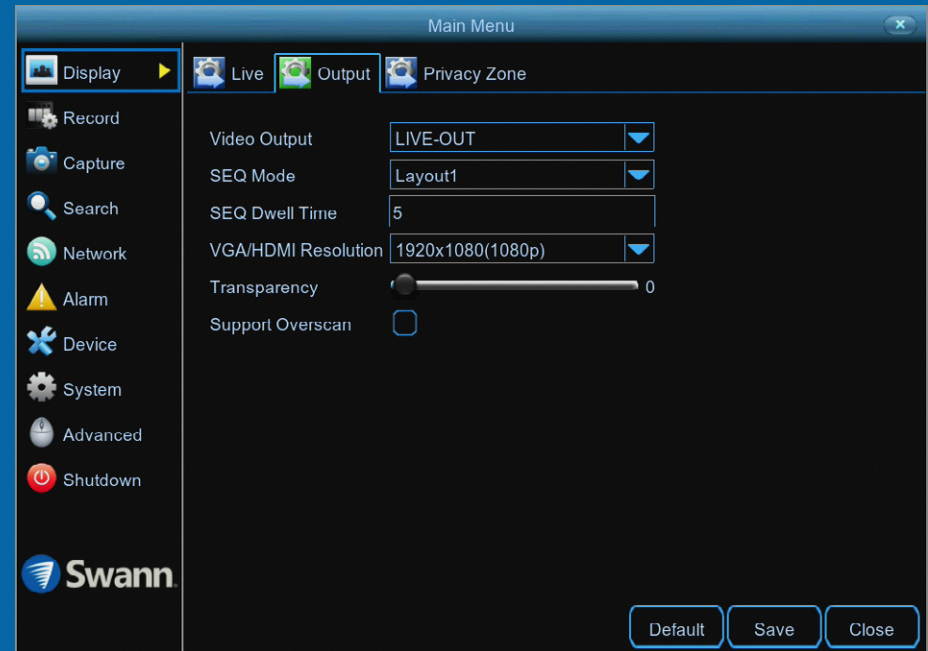 Main Menu
Display
Record
Capture
Search
Network
Alarm
Device
System
Advanced
Shutdown
Swann
Live
Output
Privacy Zone
Video Output
LIVE-OUT
SEQ Mode
Layout1
SEQ Dwell Time
5
VGA/HDMI Resolution
1920x1080(1080p)
Transparency
0
Support Overscan
Default
Save
Close